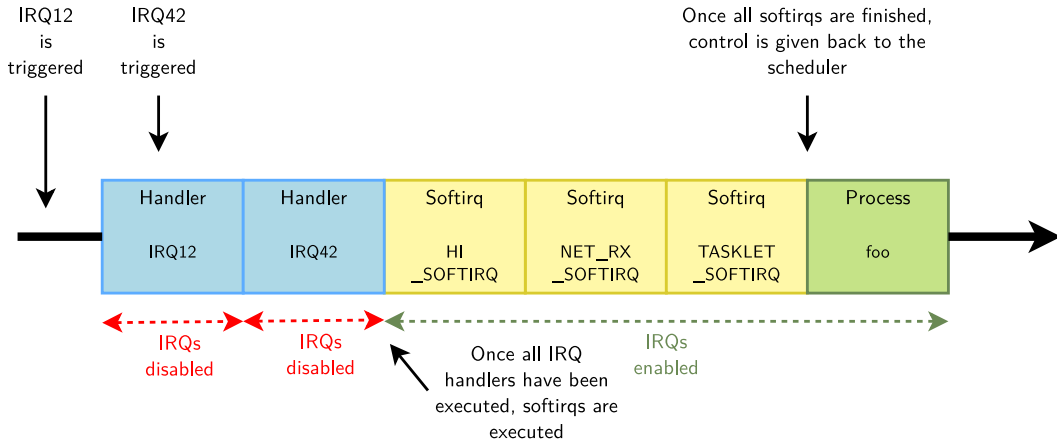 IRQ12
is
triggered
IRQ42
is
triggered
Once all softirqs are finished,
control is given back to the
scheduler
Handler
IRQ12
Handler
IRQ42
Softirq
HI
_SOFTIRQ
Softirq
NET_RX
_SOFTIRQ
Softirq
TASKLET
_SOFTIRQ
Process
foo
IRQs
disabled
IRQs
disabled
Once all IRQ
handlers have been
executed, softirqs are
executed
IRQs
enabled